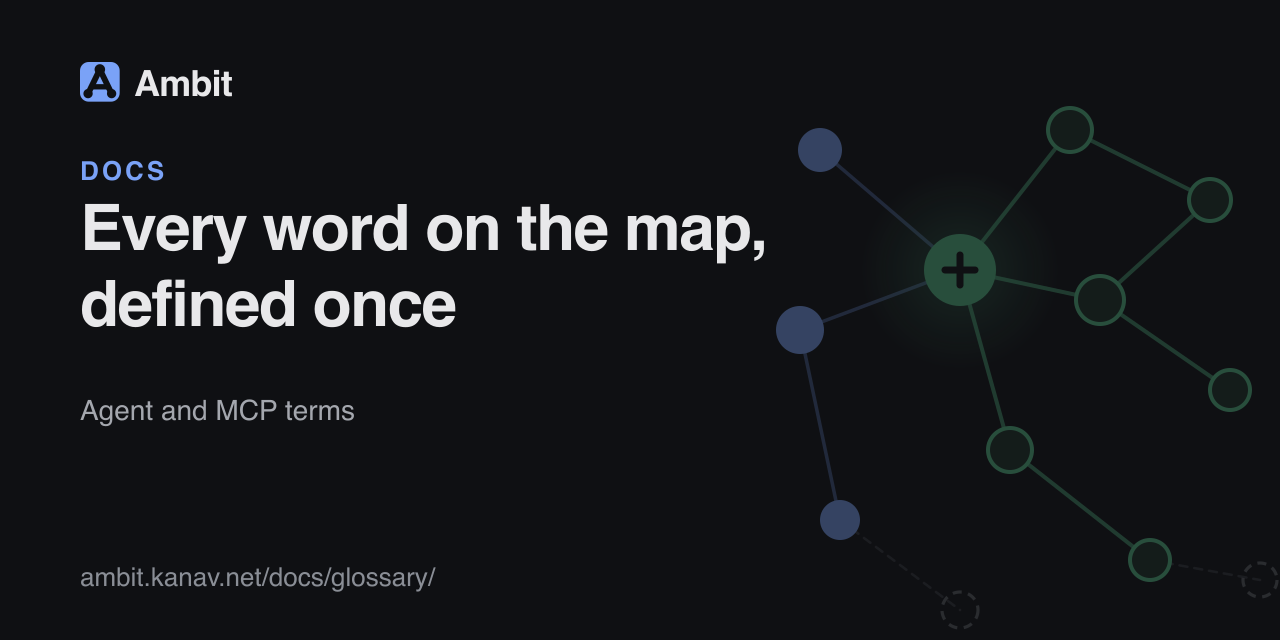 Ambit
DOCS
Every word on the map,
defined once
Agent and MCP terms
ambit.kanav.net/docs/glossary/